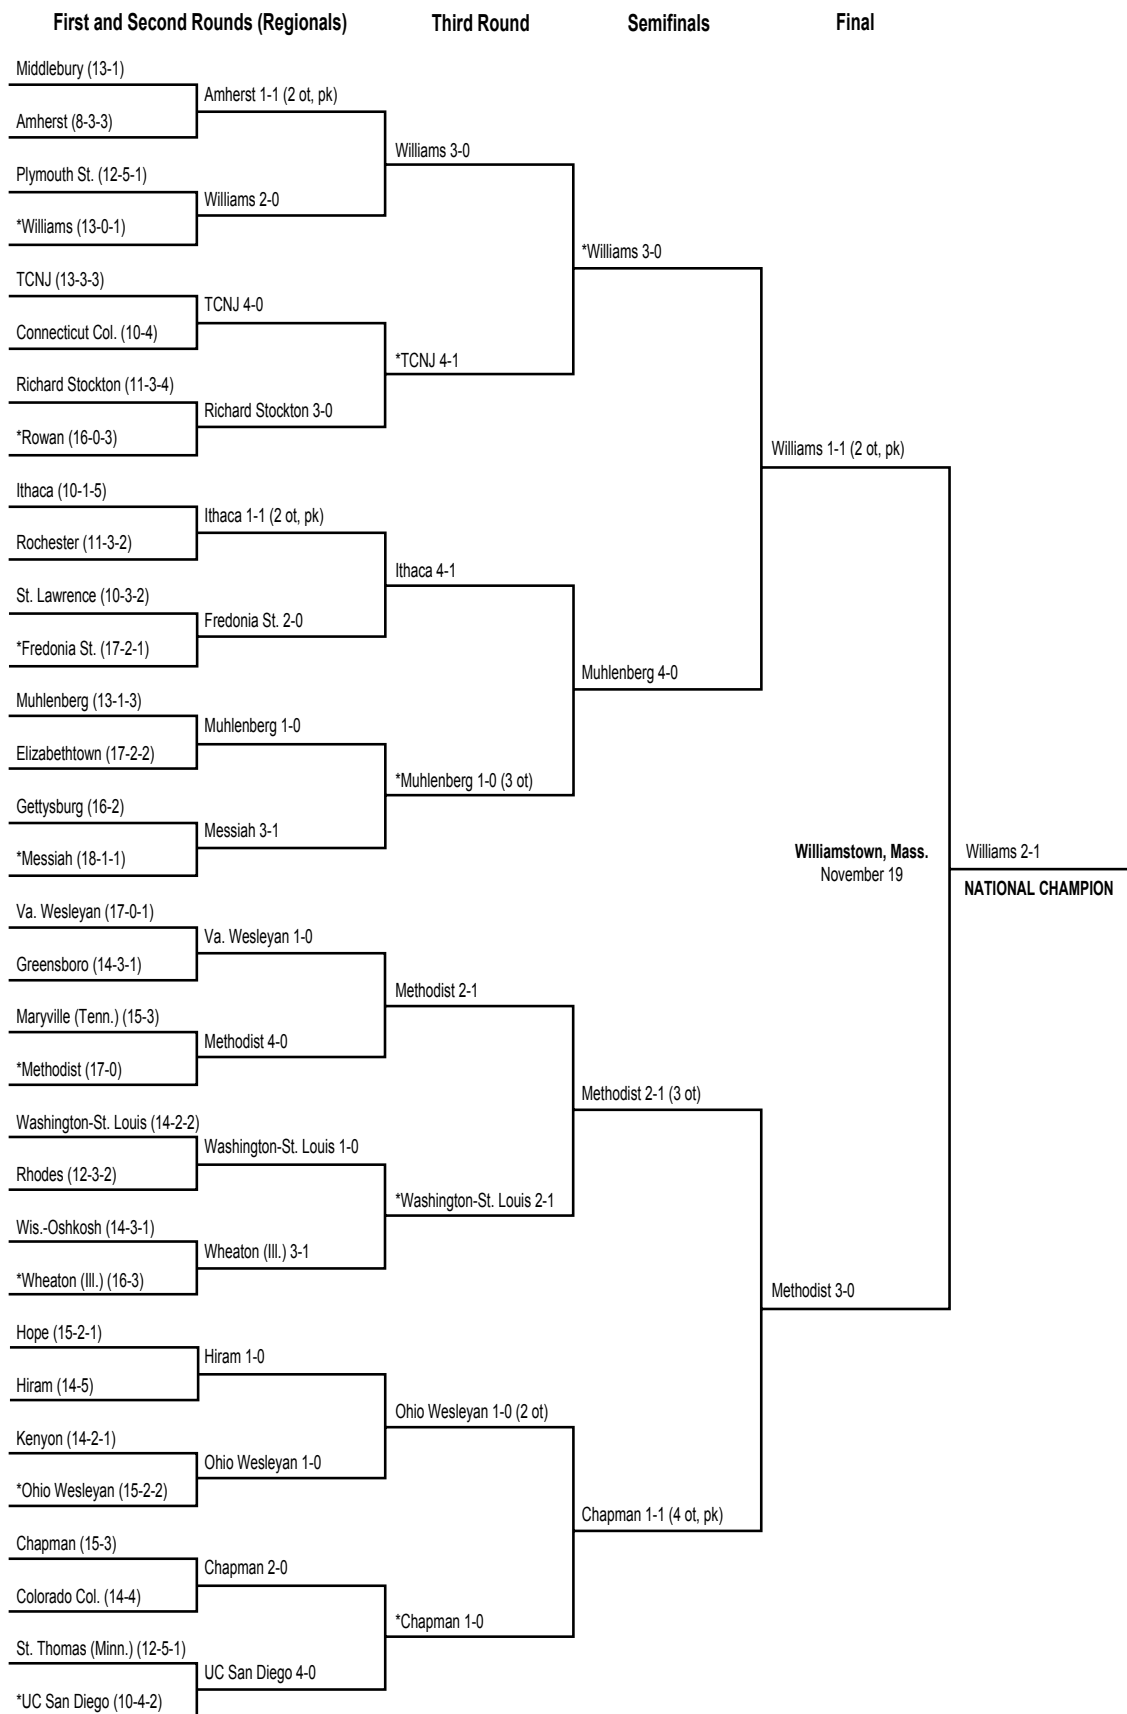 First and Second Rounds (Regionals)
Third Round
Semifinals
Final
Middlebury (13-1)
Amherst (8-3-3)
Plymouth St. (12-5-1)
*Williams (13-0-1)
TCNJ (13-3-3)
Connecticut Col. (10-4)
Richard Stockton (11-3-4)
*Rowan (16-0-3)
Ithaca (10-1-5)
Rochester (11-3-2)
St. Lawrence (10-3-2)
*Fredonia St. (17-2-1)
Muhlenberg (13-1-3)
Elizabethtown (17-2-2)
Gettysburg (16-2)
*Messiah (18-1-1)
Va. Wesleyan (17-0-1)
Greensboro (14-3-1)
Maryville (Tenn.) (15-3)
*Methodist (17-0)
Washington-St. Louis (14-2-2)
Rhodes (12-3-2)
Wis.-Oshkosh (14-3-1)
*Wheaton (Ill.) (16-3)
Hope (15-2-1)
Hiram (14-5)
Kenyon (14-2-1)
*Ohio Wesleyan (15-2-2)
Chapman (15-3)
Colorado Col. (14-4)
St. Thomas (Minn.) (12-5-1)
*UC San Diego (10-4-2)
Amherst 1-1 (2 ot, pk)
Williams 2-0
TCNJ 4-0
Richard Stockton 3-0
Ithaca 1-1 (2 ot, pk)
Fredonia St. 2-0
Muhlenberg 1-0
Messiah 3-1
Va. Wesleyan 1-0
Methodist 4-0
Washington-St. Louis 1-0
Wheaton (Ill.) 3-1
Hiram 1-0
Ohio Wesleyan 1-0
Chapman 2-0
UC San Diego 4-0
Williams 3-0
*TCNJ 4-1
Ithaca 4-1
*Muhlenberg 1-0 (3 ot)
Methodist 2-1
*Washington-St. Louis 2-1
Ohio Wesleyan 1-0 (2 ot)
*Chapman 1-0
*Williams 3-0
Muhlenberg 4-0
Methodist 2-1 (3 ot)
Chapman 1-1 (4 ot, pk)
Williams 1-1 (2 ot, pk)
Methodist 3-0
Williamstown, Mass.
November 19
Williams 2-1
NATIONAL CHAMPION